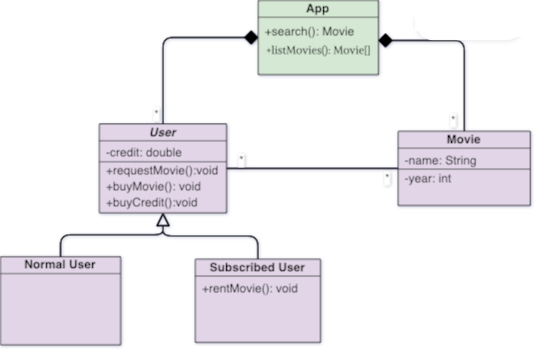 App
+search(): Movie
+listMovies(): Movie[]
*
*
User
-credit: double
+requestMovie():void
+buyMovie(): void
+buyCredit():void
*
*
Movie
-name: String
-year: int
Normal User
Subscribed User
+rentMovie(): void